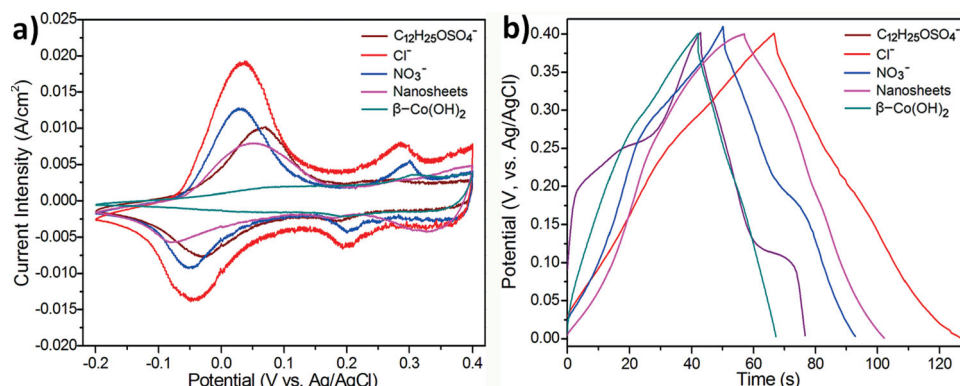 a)
0.025
0.020
0.015
0.010
0.005
0.000
-0.005
-0.010
-0.015
-0.020
Current Intensity (A/cm²)
C₁₂H₂₅OSO₄⁻
Cl⁻
NO₃⁻
Nanosheets
β−Co(OH)₂
-0.2 -0.1 0.0 0.1 0.2 0.3 0.4
Potential (V vs. Ag/AgCl)
b)
0.40
0.35
0.30
0.25
0.20
0.15
0.10
0.05
0.00
Potential (V, vs. Ag/AgCl)
C₁₂H₂₅OSO₄⁻
Cl⁻
NO₃⁻
Nanosheets
β−Co(OH)₂
0 20 40 60 80 100 120
Time (s)